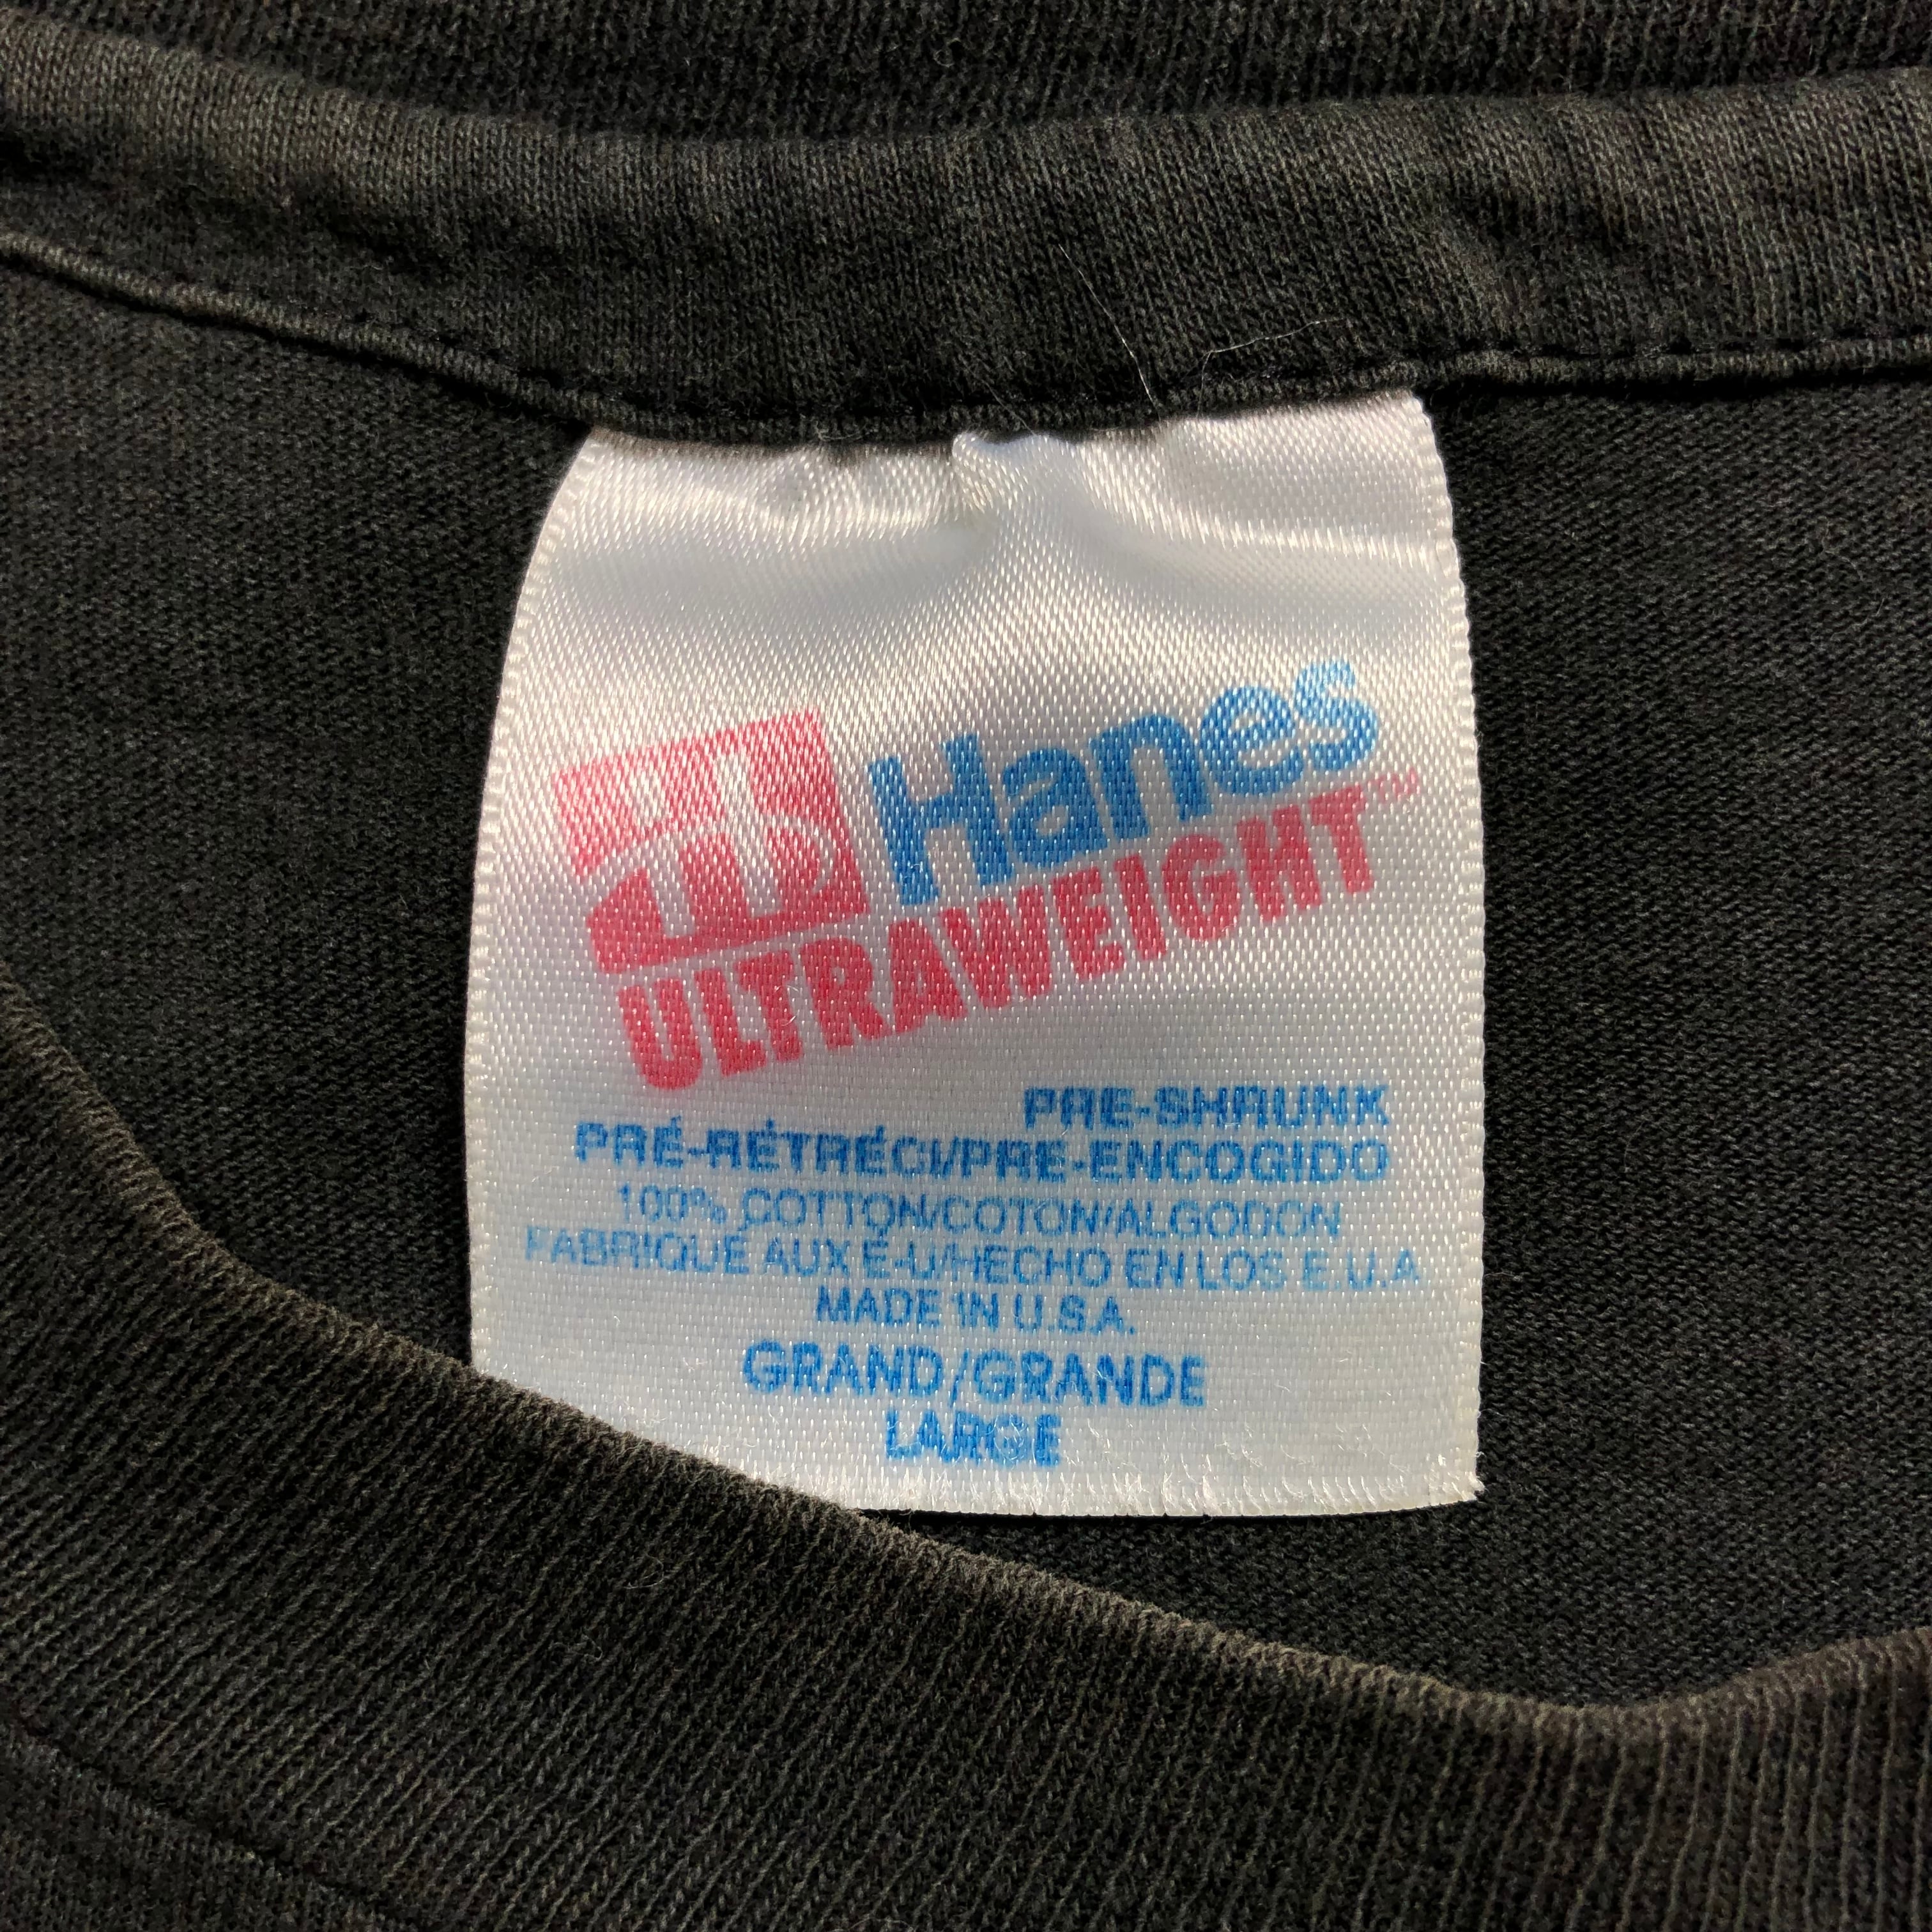 Hanes
ULTRAWEIGHT™
PRE-SHRUNK
PRÉ-RÉTRÉCI/PRE-ENCOGIDO
100% COTTON/COTON/ALGODON
FABRIQUÉ AUX É-U/HECHO EN LOS E.U.A
MADE IN U.S.A.
GRAND/GRANDE
LARGE